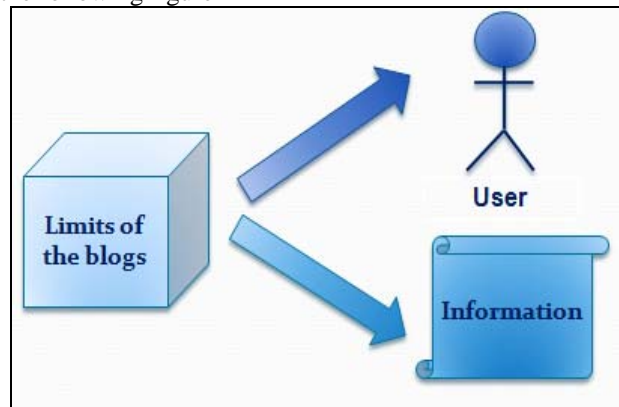 Limits of
the blogs
User
Information